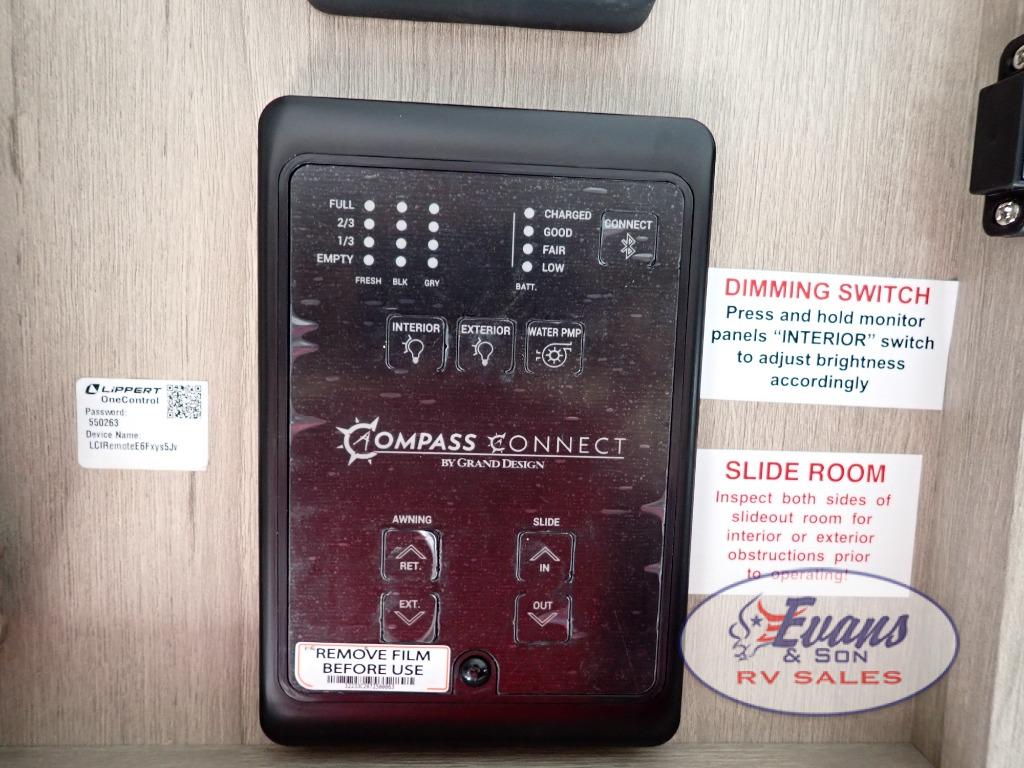 FULL
2/3
1/3
EMPTY
FRESH BLK GRY
CHARGED
GOOD
FAIR
LOW
BATT.
CONNECT
INTERIOR EXTERIOR WATER PMP
COMPASS CONNECT
BY GRAND DESIGN
AWNING SLIDE
RET. IN
EXT. OUT
REMOVE FILM
BEFORE USE
LIPPERT
OneControl
Password:
550263
Device Name:
LCIRemoteE6Fxys5Jv
DIMMING SWITCH
Press and hold monitor
panels "INTERIOR" switch
to adjust brightness
accordingly
SLIDE ROOM
Inspect both sides of
slideout room for
interior or exterior
obstructions prior
to operating!
Evans
& SON
RV SALES